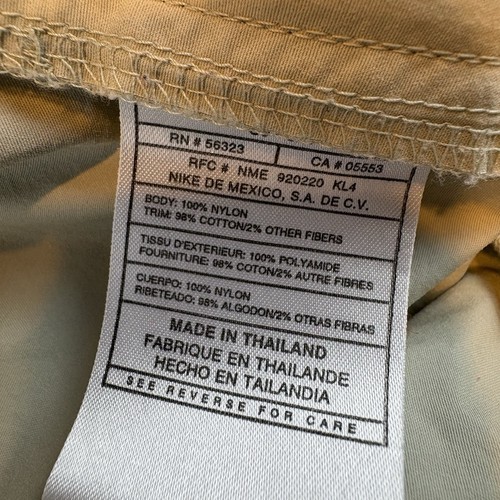 RN # 56323 CA # 05553
RFC # NME 920220 KL4
NIKE DE MEXICO, S.A. DE C.V.
BODY: 100% NYLON
TRIM: 98% COTTON/2% OTHER FIBERS
TISSU D'EXTERIEUR: 100% POLYAMIDE
FOURNITURE: 98% COTON/2% AUTRE FIBRES
CUERPO: 100% NYLON
RIBETEADO: 98% ALGODON/2% OTRAS FIBRAS
MADE IN THAILAND
FABRIQUE EN THAILANDE
HECHO EN TAILANDIA
SEE REVERSE FOR CARE